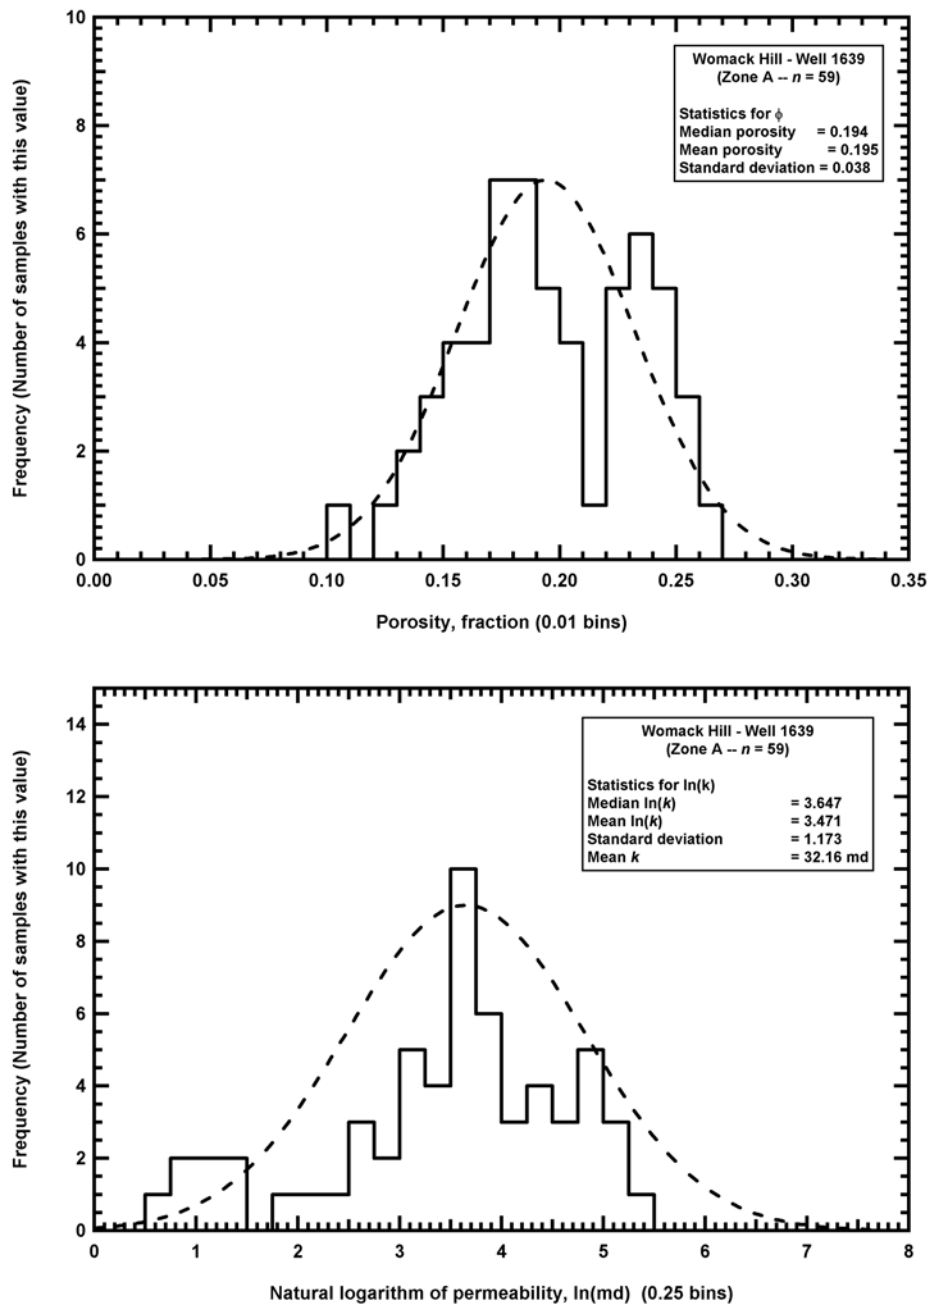 10
8
6
4
2
0
Frequency (Number of samples with this value)
Womack Hill - Well 1639
(Zone A -- n = 59)
Statistics for ϕ
Median porosity = 0.194
Mean porosity = 0.195
Standard deviation = 0.038
0.00 0.05 0.10 0.15 0.20 0.25 0.30 0.35
Porosity, fraction (0.01 bins)
14
12
10
8
6
4
2
0
Frequency (Number of samples with this value)
Womack Hill - Well 1639
(Zone A -- n = 59)
Statistics for ln(k)
Median ln(k) = 3.647
Mean ln(k) = 3.471
Standard deviation = 1.173
Mean k = 32.16 md
0 1 2 3 4 5 6 7 8
Natural logarithm of permeability, ln(md) (0.25 bins)